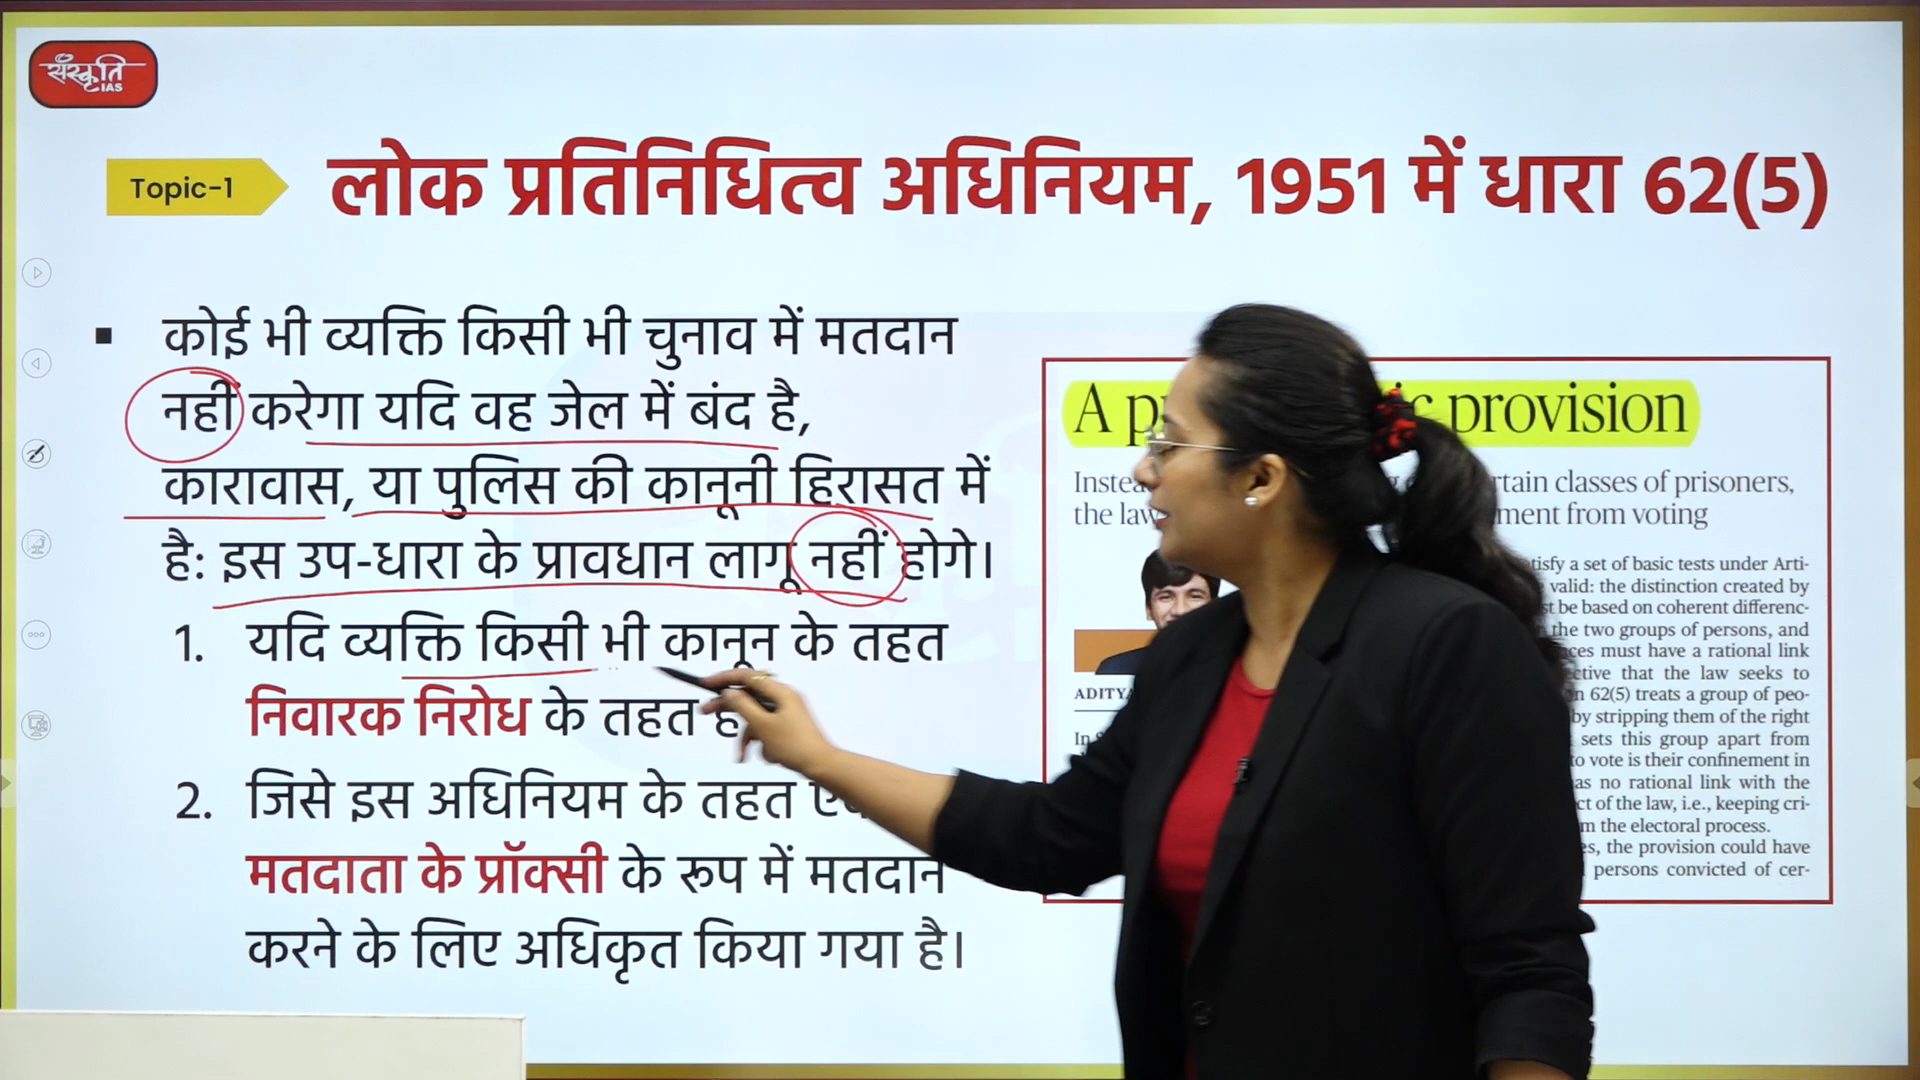 संस्कृति
IAS
Topic-1
लोक प्रतिनिधित्व अधिनियम, 1951 में धारा 62(5)
■ कोई भी व्यक्ति किसी भी चुनाव में मतदान
नहीं करेगा यदि वह जेल में बंद है,
कारावास, या पुलिस की कानूनी हिरासत में
है: इस उप-धारा के प्रावधान लागू नहीं होगे।
1. यदि व्यक्ति किसी भी कानून के तहत
निवारक निरोध के तहत
2. जिसे इस अधिनियम के तहत
मतदाता के प्रॉक्सी के रूप में मतदान
करने के लिए अधिकृत किया गया है।
A provision
rtain classes of prisoners,
the law ment from voting
tisfy a set of basic tests under Arti-
valid: the distinction created by
st be based on coherent differenc-
the two groups of persons, and
ces must have a rational link
ective that the law seeks to
n 62(5) treats a group of peo-
by stripping them of the right
sets this group apart from
to vote is their confinement in
as no rational link with the
ct of the law, i.e., keeping cri-
m the electoral process.
es, the provision could have
persons convicted of cer-
ADITYA
In